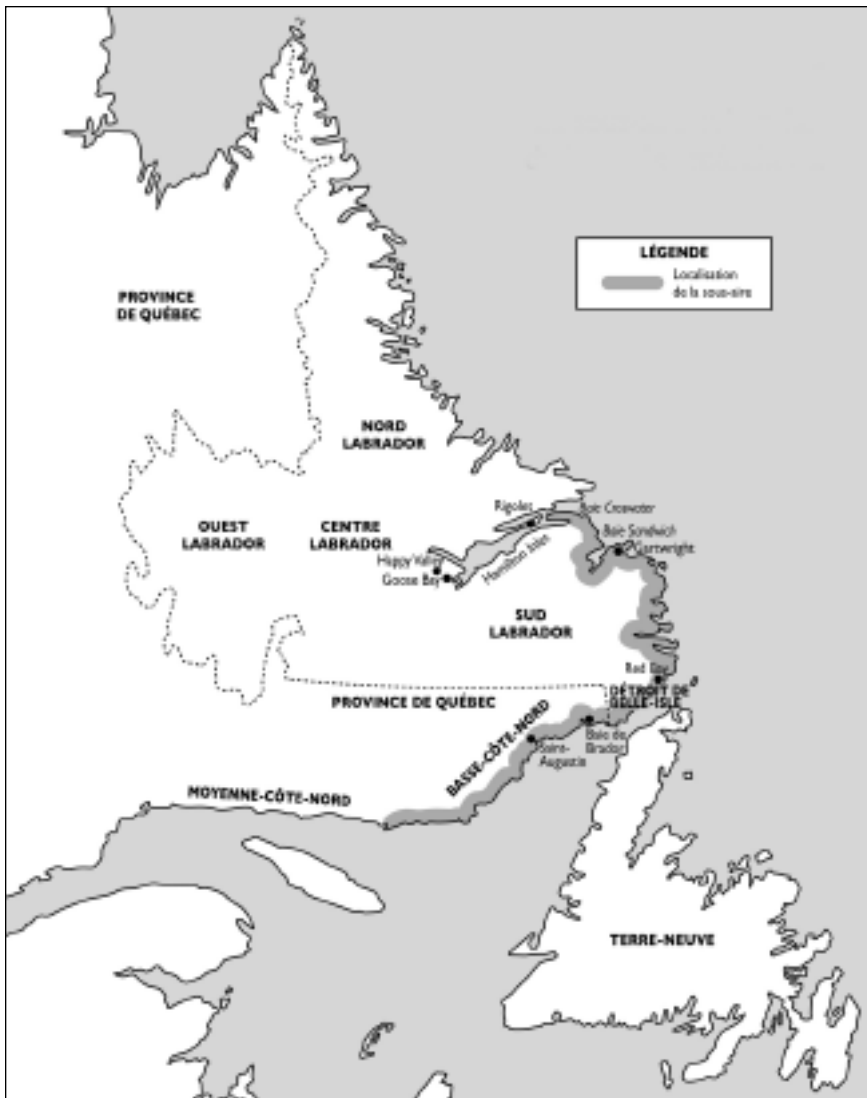 LÉGENDE
Localisation
de la sous-aire
PROVINCE
DE QUÉBEC
NORD
LABRADOR
OUEST
LABRADOR
CENTRE
LABRADOR
Rigolet
Baie
Baie Sandwich
Cartwright
Happy Valley
Goose Bay
Hamilton Inlet
SUD
LABRADOR
Red Bay
PROVINCE DE QUÉBEC
DÉTROIT DE
BELLE-ISLE
BASSE-CÔTE-NORD
Baie de
Brador
Saint-
Augustin
MOYENNE-CÔTE-NORD
TERRE-NEUVE